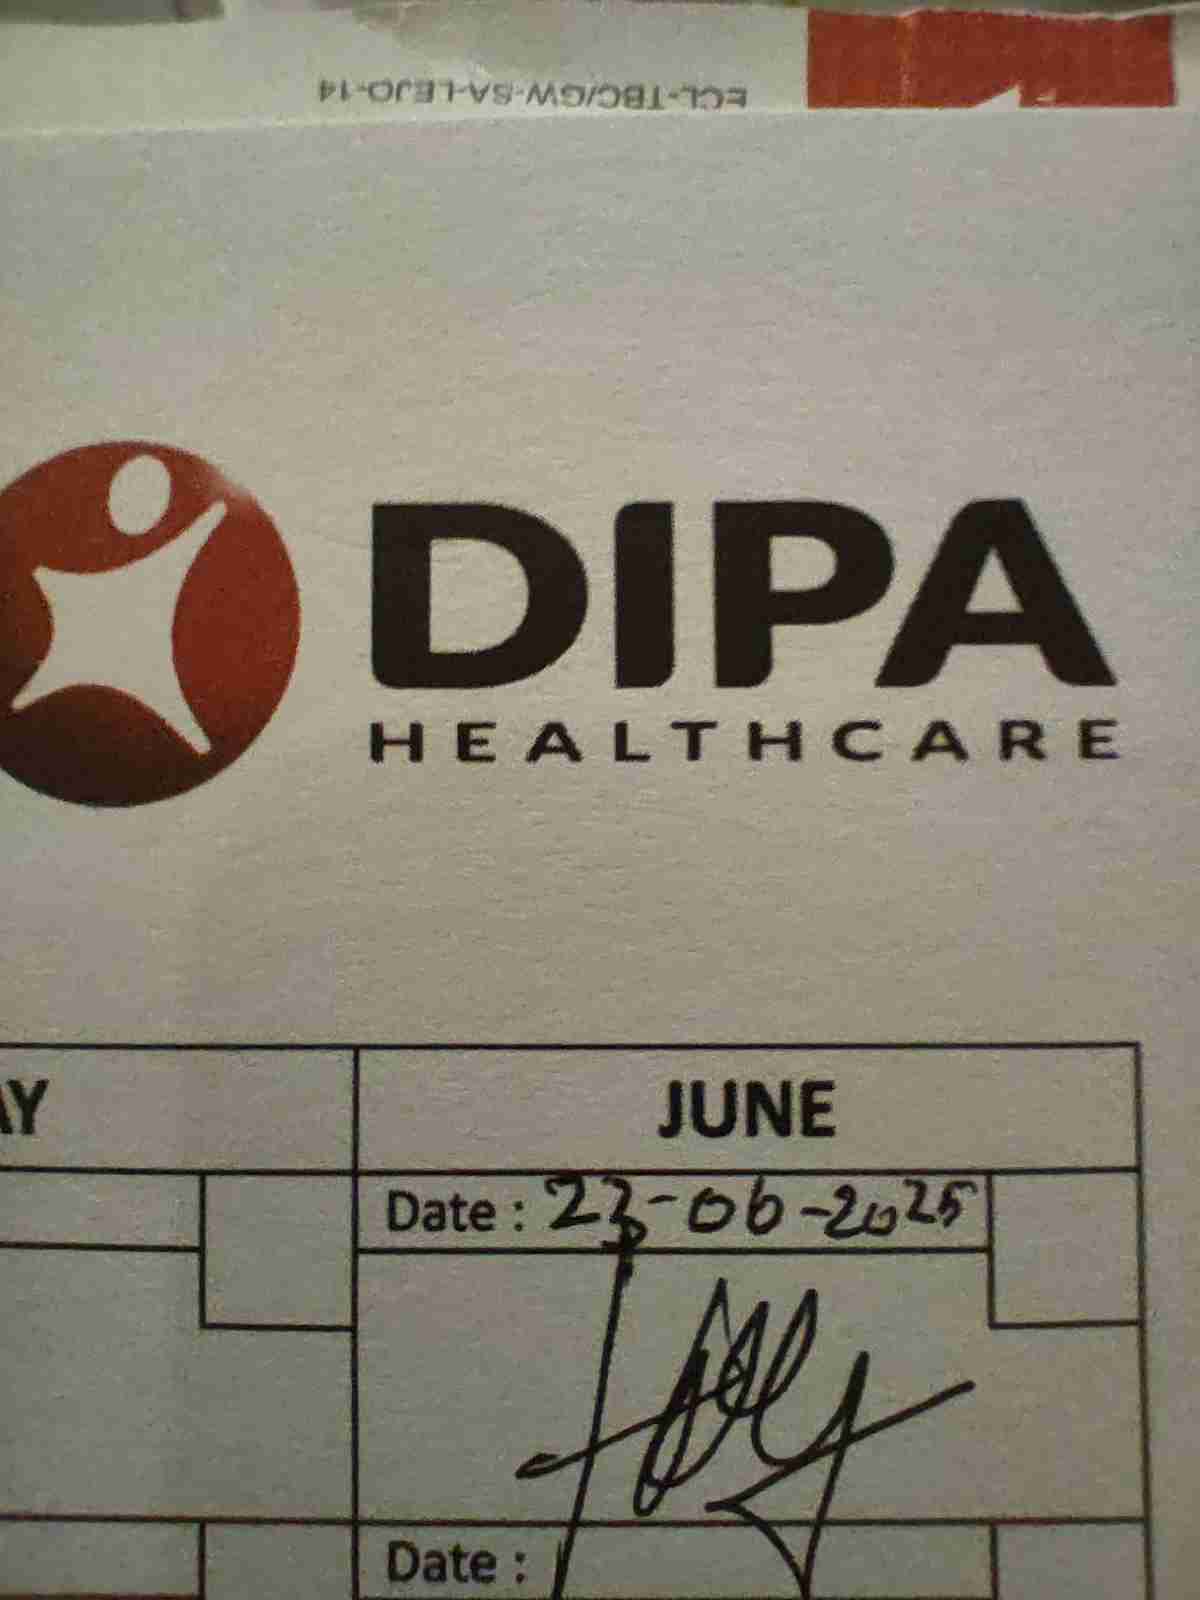 ECL-TBC/GW-SA-LEJO-14
DIPA
HEALTHCARE
AY JUNE
Date : 23-06-2025
Date :